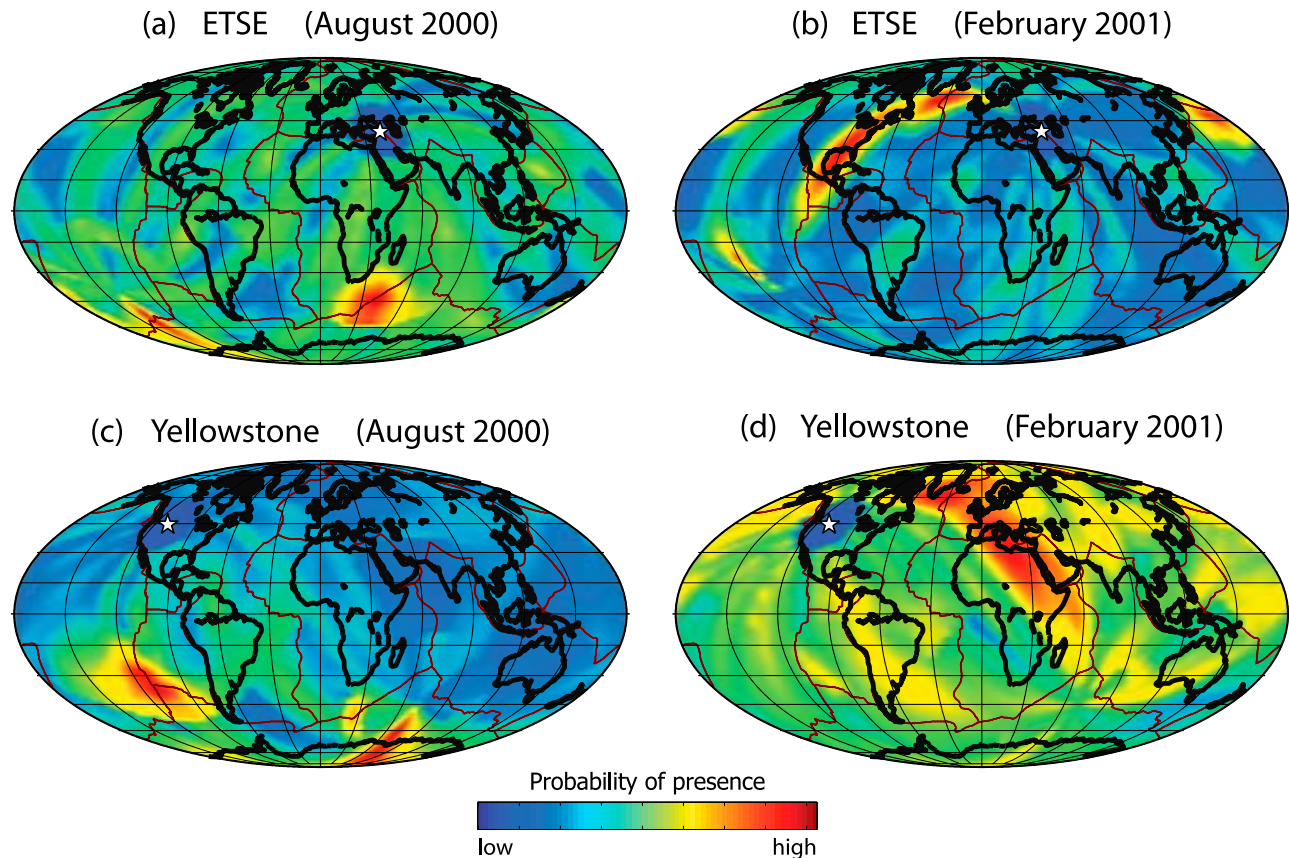 (a) ETSE (August 2000)
(b) ETSE (February 2001)
(c) Yellowstone (August 2000)
(d) Yellowstone (February 2001)
Probability of presence
low high